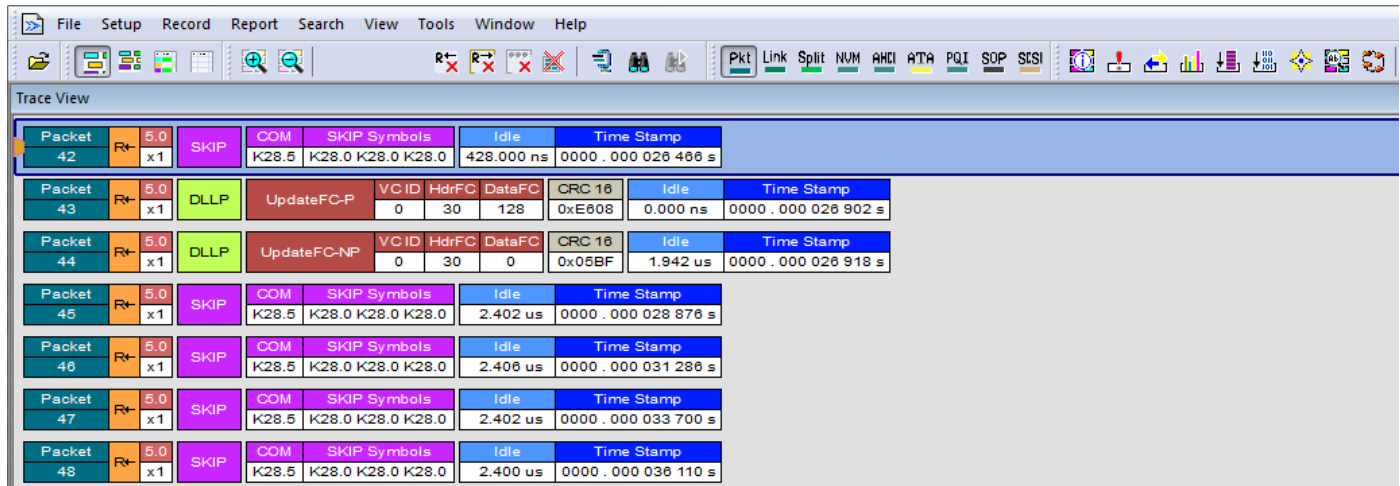 File Setup Record Report Search View Tools Window Help
Pkt Link Split NVM AHCI ATA PQI SOP SCSI
Trace View
Packet R← 5.0 SKIP COM SKIP Symbols Idle Time Stamp
42 x1 K28.5 K28.0 K28.0 K28.0 428.000 ns 0000 . 000 026 466 s
Packet R← 5.0 DLLP UpdateFC-P VC ID HdrFC DataFC CRC 16 Idle Time Stamp
43 x1 0 30 128 0xE608 0.000 ns 0000 . 000 026 902 s
Packet R← 5.0 DLLP UpdateFC-NP VC ID HdrFC DataFC CRC 16 Idle Time Stamp
44 x1 0 30 0 0x05BF 1.942 us 0000 . 000 026 918 s
Packet R← 5.0 SKIP COM SKIP Symbols Idle Time Stamp
45 x1 K28.5 K28.0 K28.0 K28.0 2.402 us 0000 . 000 028 876 s
Packet R← 5.0 SKIP COM SKIP Symbols Idle Time Stamp
46 x1 K28.5 K28.0 K28.0 K28.0 2.406 us 0000 . 000 031 286 s
Packet R← 5.0 SKIP COM SKIP Symbols Idle Time Stamp
47 x1 K28.5 K28.0 K28.0 K28.0 2.402 us 0000 . 000 033 700 s
Packet R← 5.0 SKIP COM SKIP Symbols Idle Time Stamp
48 x1 K28.5 K28.0 K28.0 K28.0 2.400 us 0000 . 000 036 110 s